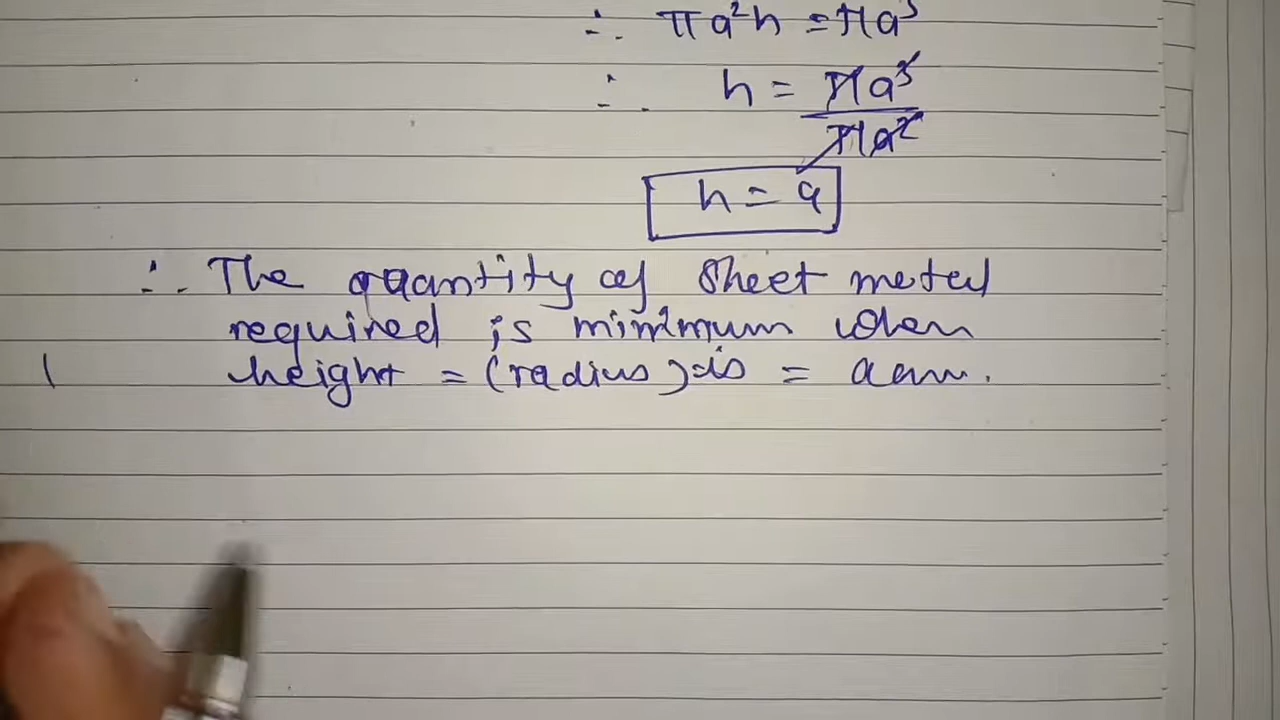 ∴ πa²h = πa³
∴ h = πa³/πa²
h = a
∴ The quantity of sheet metal
required is minimum when
height = (radius) is = a cm.